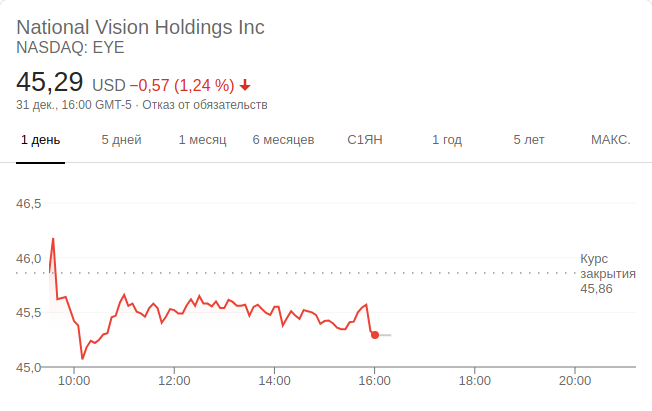 National Vision Holdings Inc
NASDAQ: EYE
45,29 USD −0,57 (1,24 %)
31 дек., 16:00 GMT-5 · Отказ от обязательств
1 день 5 дней 1 месяц 6 месяцев С1ЯН 1 год 5 лет МАКС.
46,5
46,0
Курс
закрытия
45,86
45,5
45,0
10:00 12:00 14:00 16:00 18:00 20:00